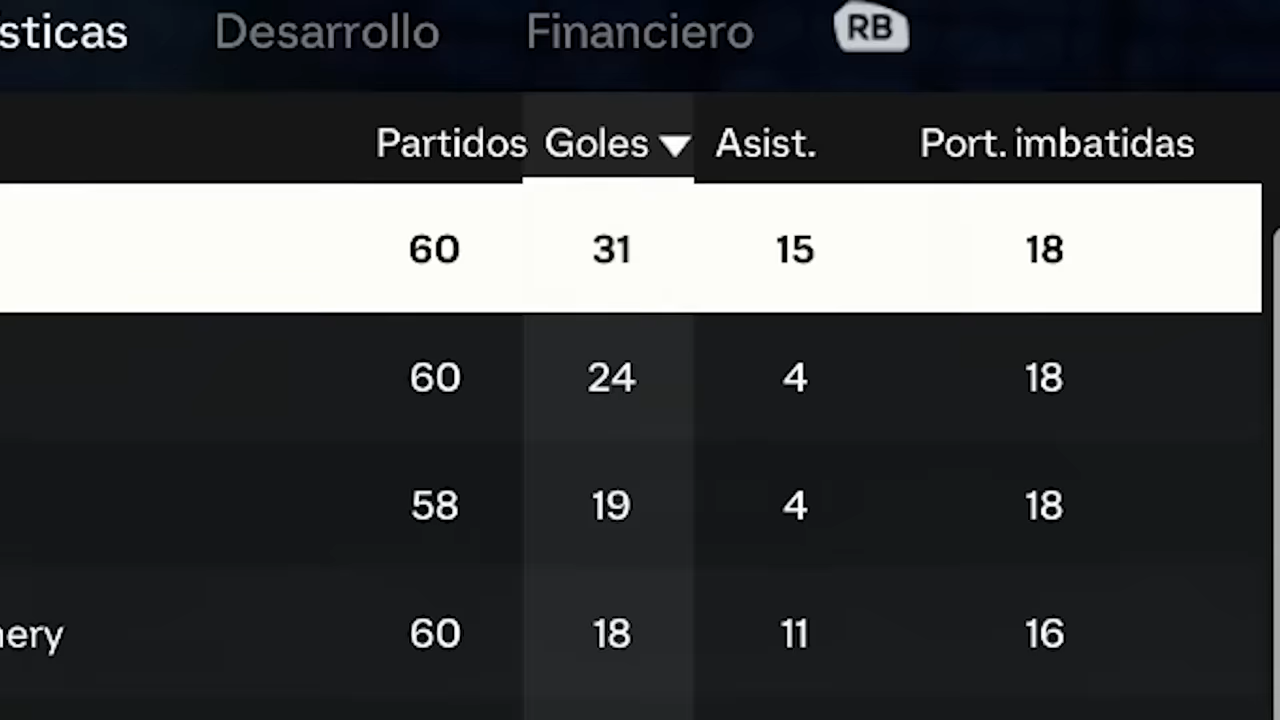 sticas Desarrollo Financiero RB
Partidos Goles Asist. Port. imbatidas
60 31 15 18
60 24 4 18
58 19 4 18
nery 60 18 11 16